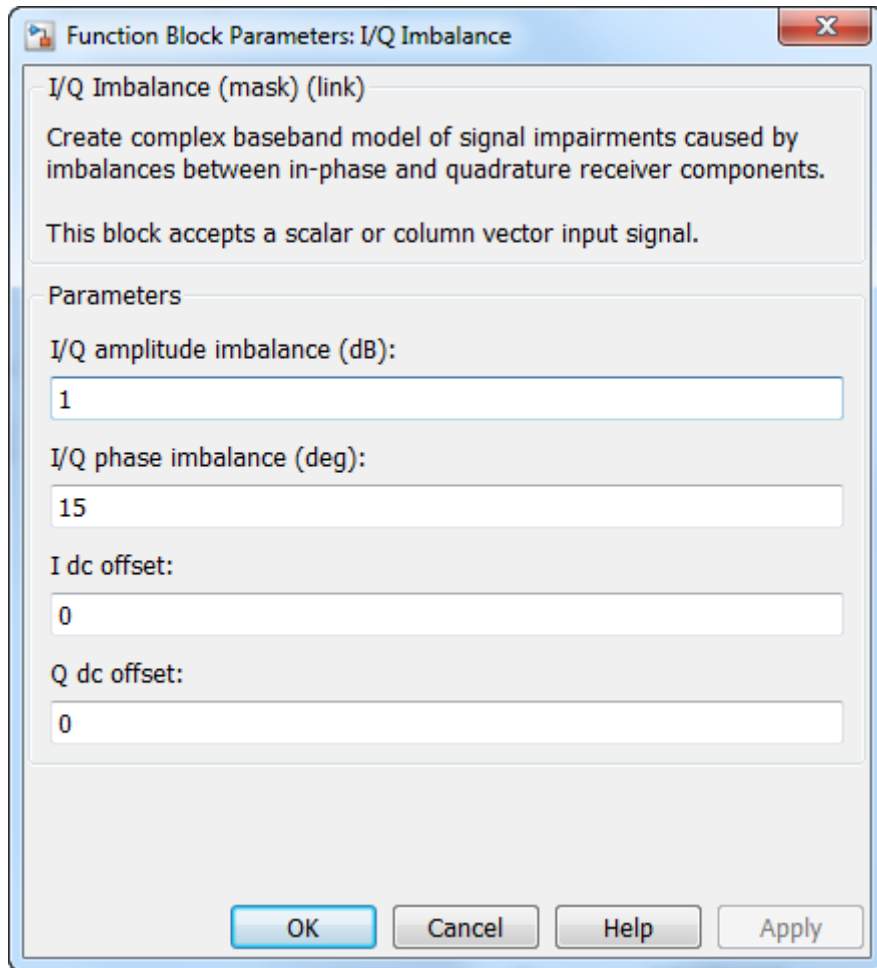 Function Block Parameters: I/Q Imbalance
I/Q Imbalance (mask) (link)
Create complex baseband model of signal impairments caused by
imbalances between in-phase and quadrature receiver components.
This block accepts a scalar or column vector input signal.
Parameters
I/Q amplitude imbalance (dB):
1
I/Q phase imbalance (deg):
15
I dc offset:
0
Q dc offset:
0
OK Cancel Help Apply